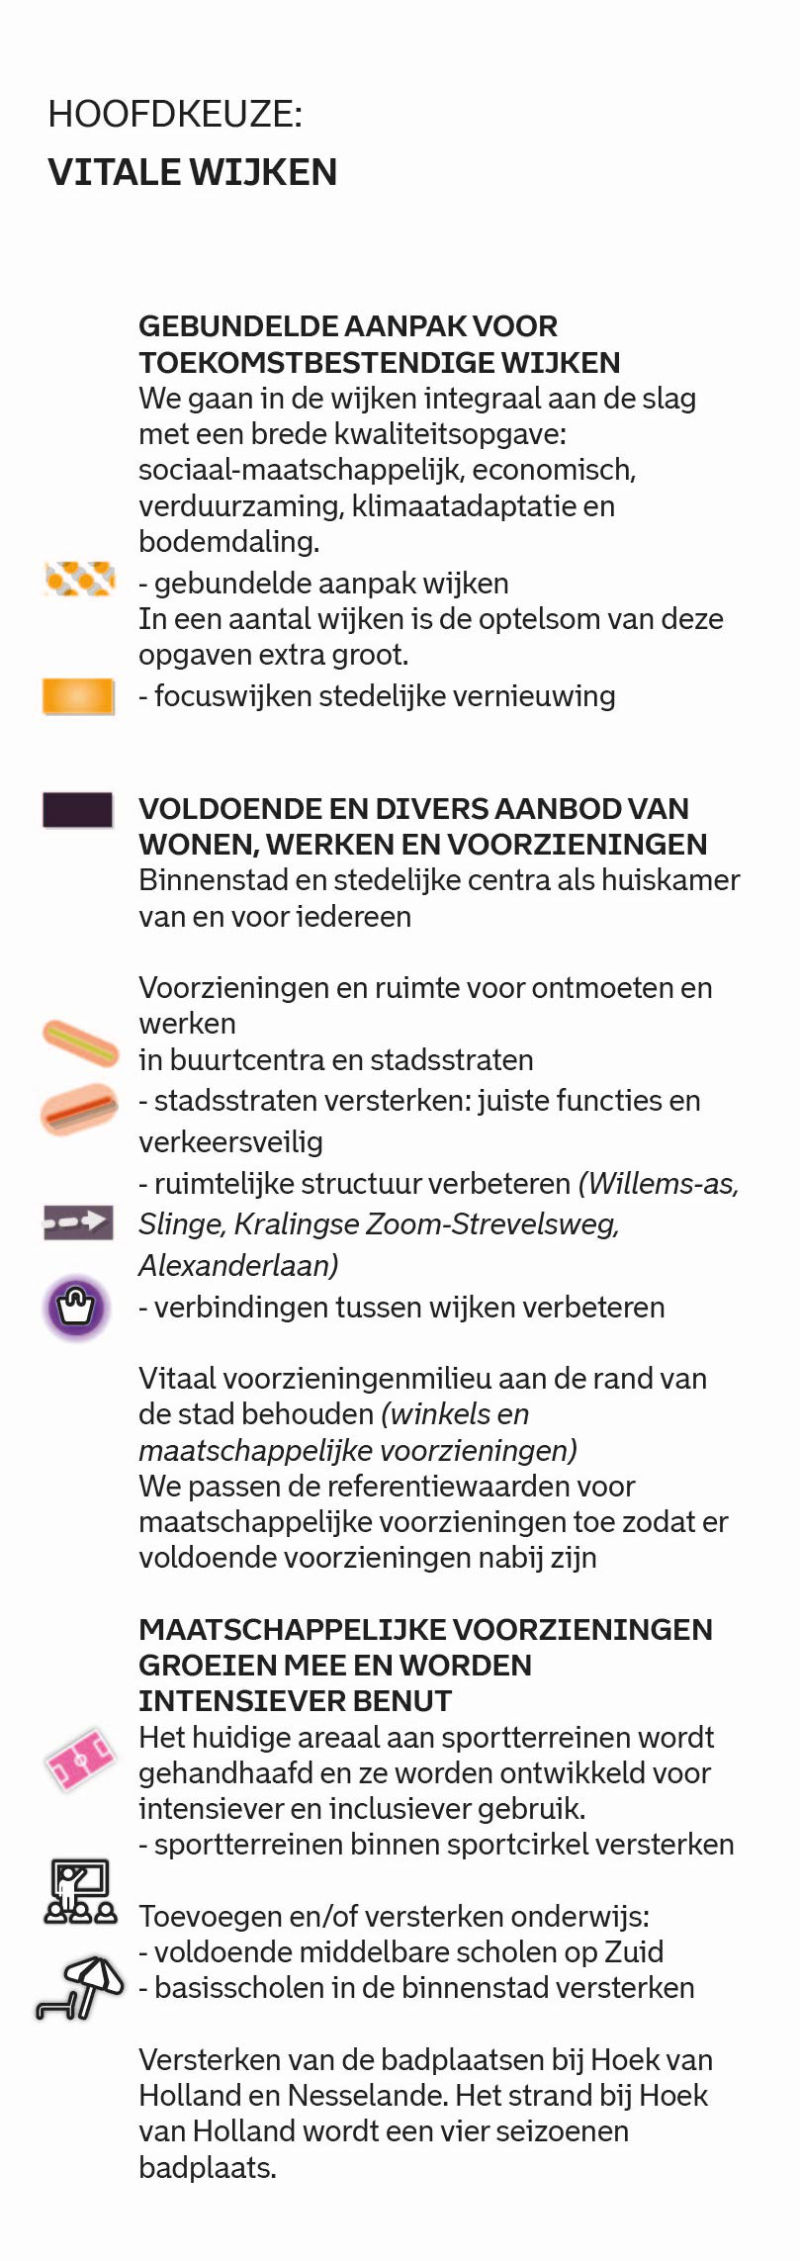 HOOFDKEUZE:
VITALE WIJKEN
GEBUNDELDE AANPAK VOOR
TOEKOMSTBESTENDIGE WIJKEN
We gaan in de wijken integraal aan de slag
met een brede kwaliteitsopgave:
sociaal-maatschappelijk, economisch,
verduurzaming, klimaatadaptatie en
bodemdaling.
- gebundelde aanpak wijken
In een aantal wijken is de optelsom van deze
opgaven extra groot.
- focuswijken stedelijke vernieuwing
VOLDOENDE EN DIVERS AANBOD VAN
WONEN, WERKEN EN VOORZIENINGEN
Binnenstad en stedelijke centra als huiskamer
van en voor iedereen
Voorzieningen en ruimte voor ontmoeten en
werken
in buurtcentra en stadsstraten
- stadsstraten versterken: juiste functies en
verkeersveilig
- ruimtelijke structuur verbeteren (Willems-as,
Slinge, Kralingse Zoom-Strevelsweg,
Alexanderlaan)
- verbindingen tussen wijken verbeteren
Vitaal voorzieningenmilieu aan de rand van
de stad behouden (winkels en
maatschappelijke voorzieningen)
We passen de referentiewaarden voor
maatschappelijke voorzieningen toe zodat er
voldoende voorzieningen nabij zijn
MAATSCHAPPELIJKE VOORZIENINGEN
GROEIEN MEE EN WORDEN
INTENSIEVER BENUT
Het huidige areaal aan sportterreinen wordt
gehandhaafd en ze worden ontwikkeld voor
intensiever en inclusiever gebruik.
- sportterreinen binnen sportcirkel versterken
Toevoegen en/of versterken onderwijs:
- voldoende middelbare scholen op Zuid
- basisscholen in de binnenstad versterken
Versterken van de badplaatsen bij Hoek van
Holland en Nesselande. Het strand bij Hoek
van Holland wordt een vier seizoenen
badplaats.